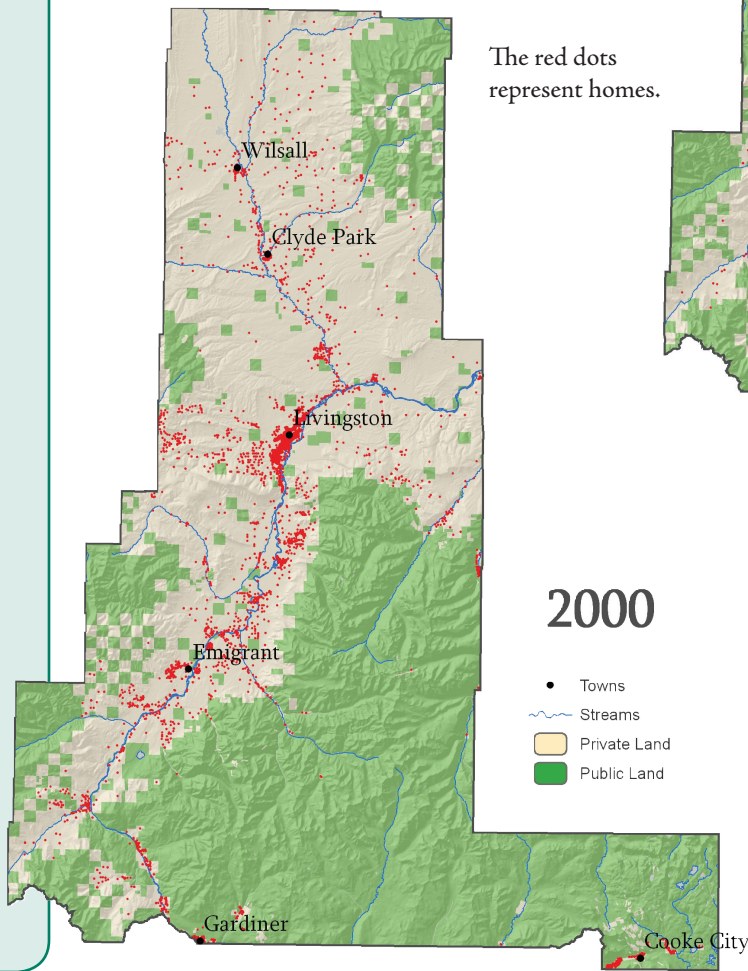 The red dots
represent homes.
Wilsall
Clyde Park
Livingston
Emigrant
Gardiner
Cooke City
2000
Towns
Streams
Private Land
Public Land